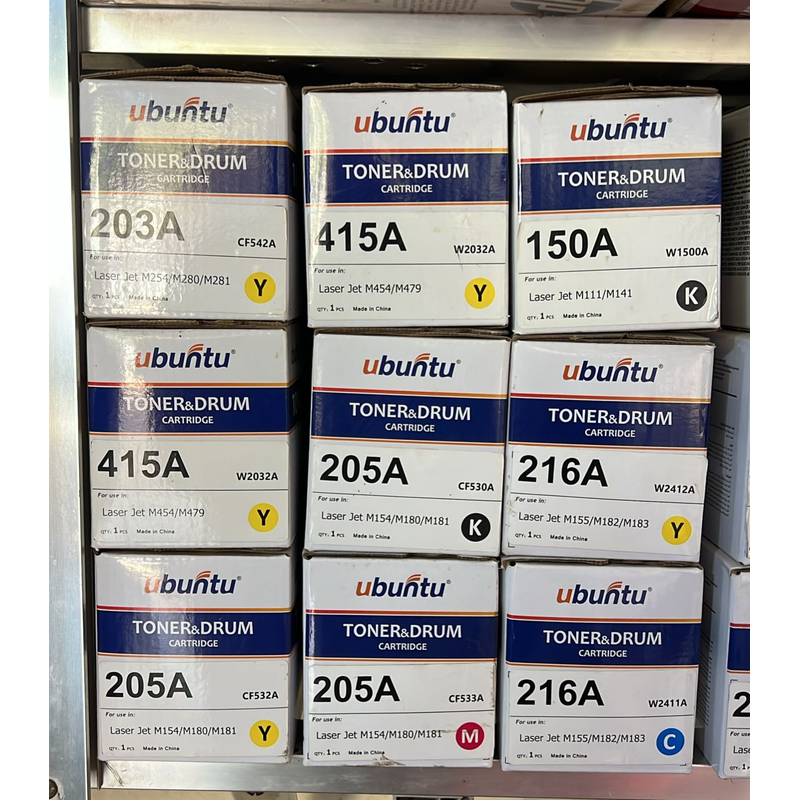 ubuntu®
TONER&DRUM
CARTRIDGE
203A CF542A
For use in:
Laser Jet M254/M280/M281
Y
QTY. 1 PCS Made in China
ubuntu®
TONER&DRUM
CARTRIDGE
415A W2032A
For use in:
Laser Jet M454/M479
Y
QTY. 1 PCS Made in China
ubuntu®
TONER&DRUM
CARTRIDGE
150A W1500A
For use in:
Laser Jet M111/M141
K
QTY. 1 PCS Made in China
ubuntu®
TONER&DRUM
CARTRIDGE
415A W2032A
For use in:
Laser Jet M454/M479
Y
QTY. 1 PCS Made in China
ubuntu®
TONER&DRUM
CARTRIDGE
205A CF530A
For use in:
Laser Jet M154/M180/M181
K
QTY. 1 PCS Made in China
ubuntu®
TONER&DRUM
CARTRIDGE
216A W2412A
For use in:
Laser Jet M155/M182/M183
Y
QTY. 1 PCS Made in China
ubuntu®
TONER&DRUM
CARTRIDGE
205A CF532A
For use in:
Laser Jet M154/M180/M181
Y
QTY. 1 PCS Made in China
ubuntu®
TONER&DRUM
CARTRIDGE
205A CF533A
For use in:
Laser Jet M154/M180/M181
M
QTY. 1 PCS Made in China
ubuntu®
TONER&DRUM
CARTRIDGE
216A W2411A
For use in:
Laser Jet M155/M182/M183
C
QTY. 1 PCS Made in China
2
For use
Lase
QTY. 1